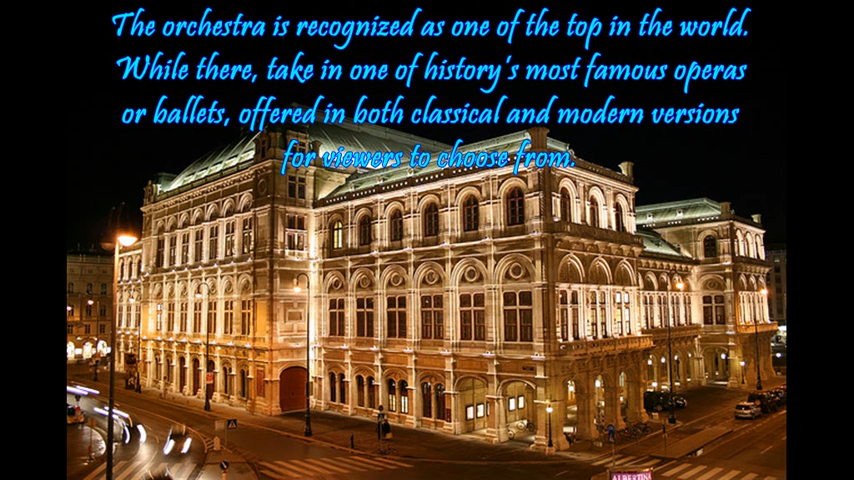 The orchestra is recognized as one of the top in the world.
While there, take in one of history's most famous operas
or ballets, offered in both classical and modern versions
for viewers to choose from.
ALBERTINA